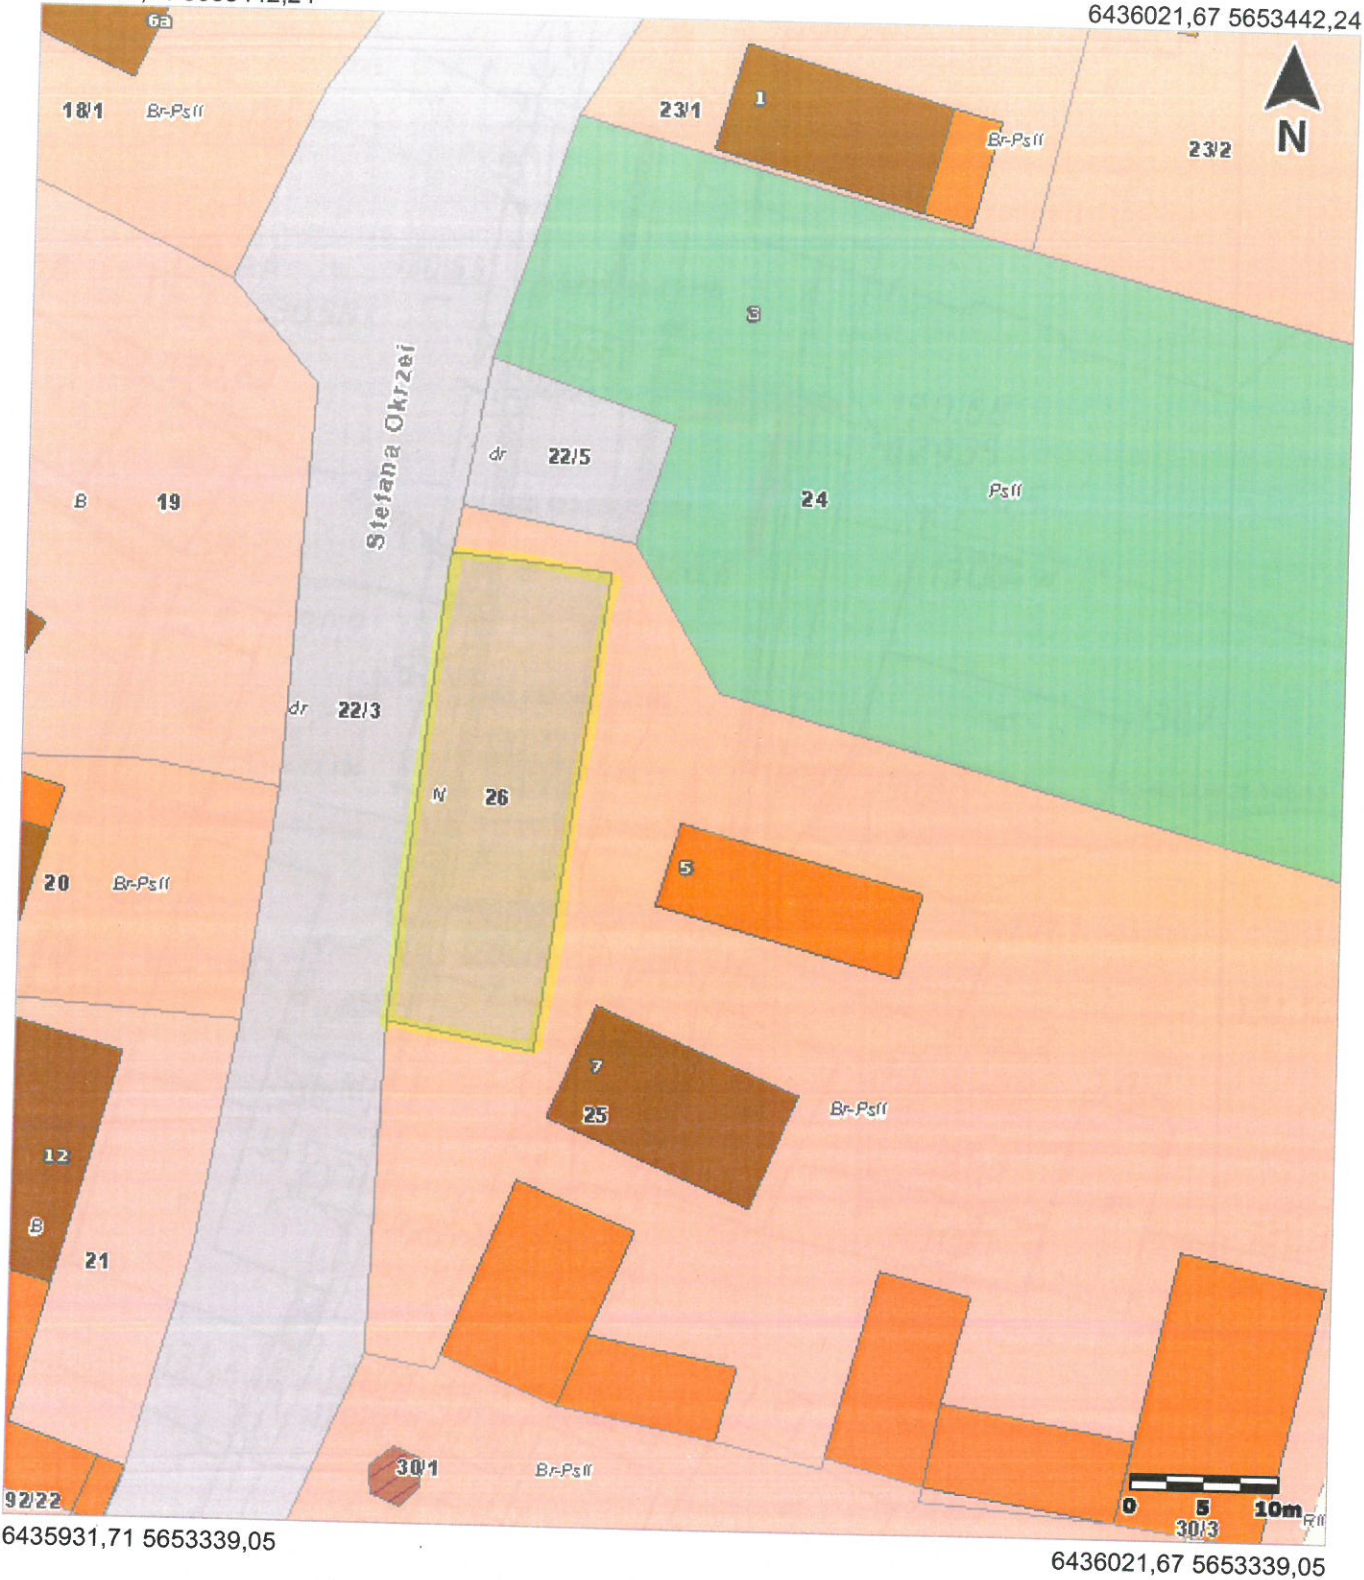 6436021,67 5653442,24
6a
18/1 Br-PsII
23/1
1
Br-PsII
23/2
N
3
Stefana Okrzei
dr 22/5
24
PsII
B 19
dr 22/3
N 26
20 Br-PsII
5
7
25
Br-PsII
12
B
21
30/1
Br-PsII
92/22
0 5 10m
30/3
6435931,71 5653339,05
6436021,67 5653339,05